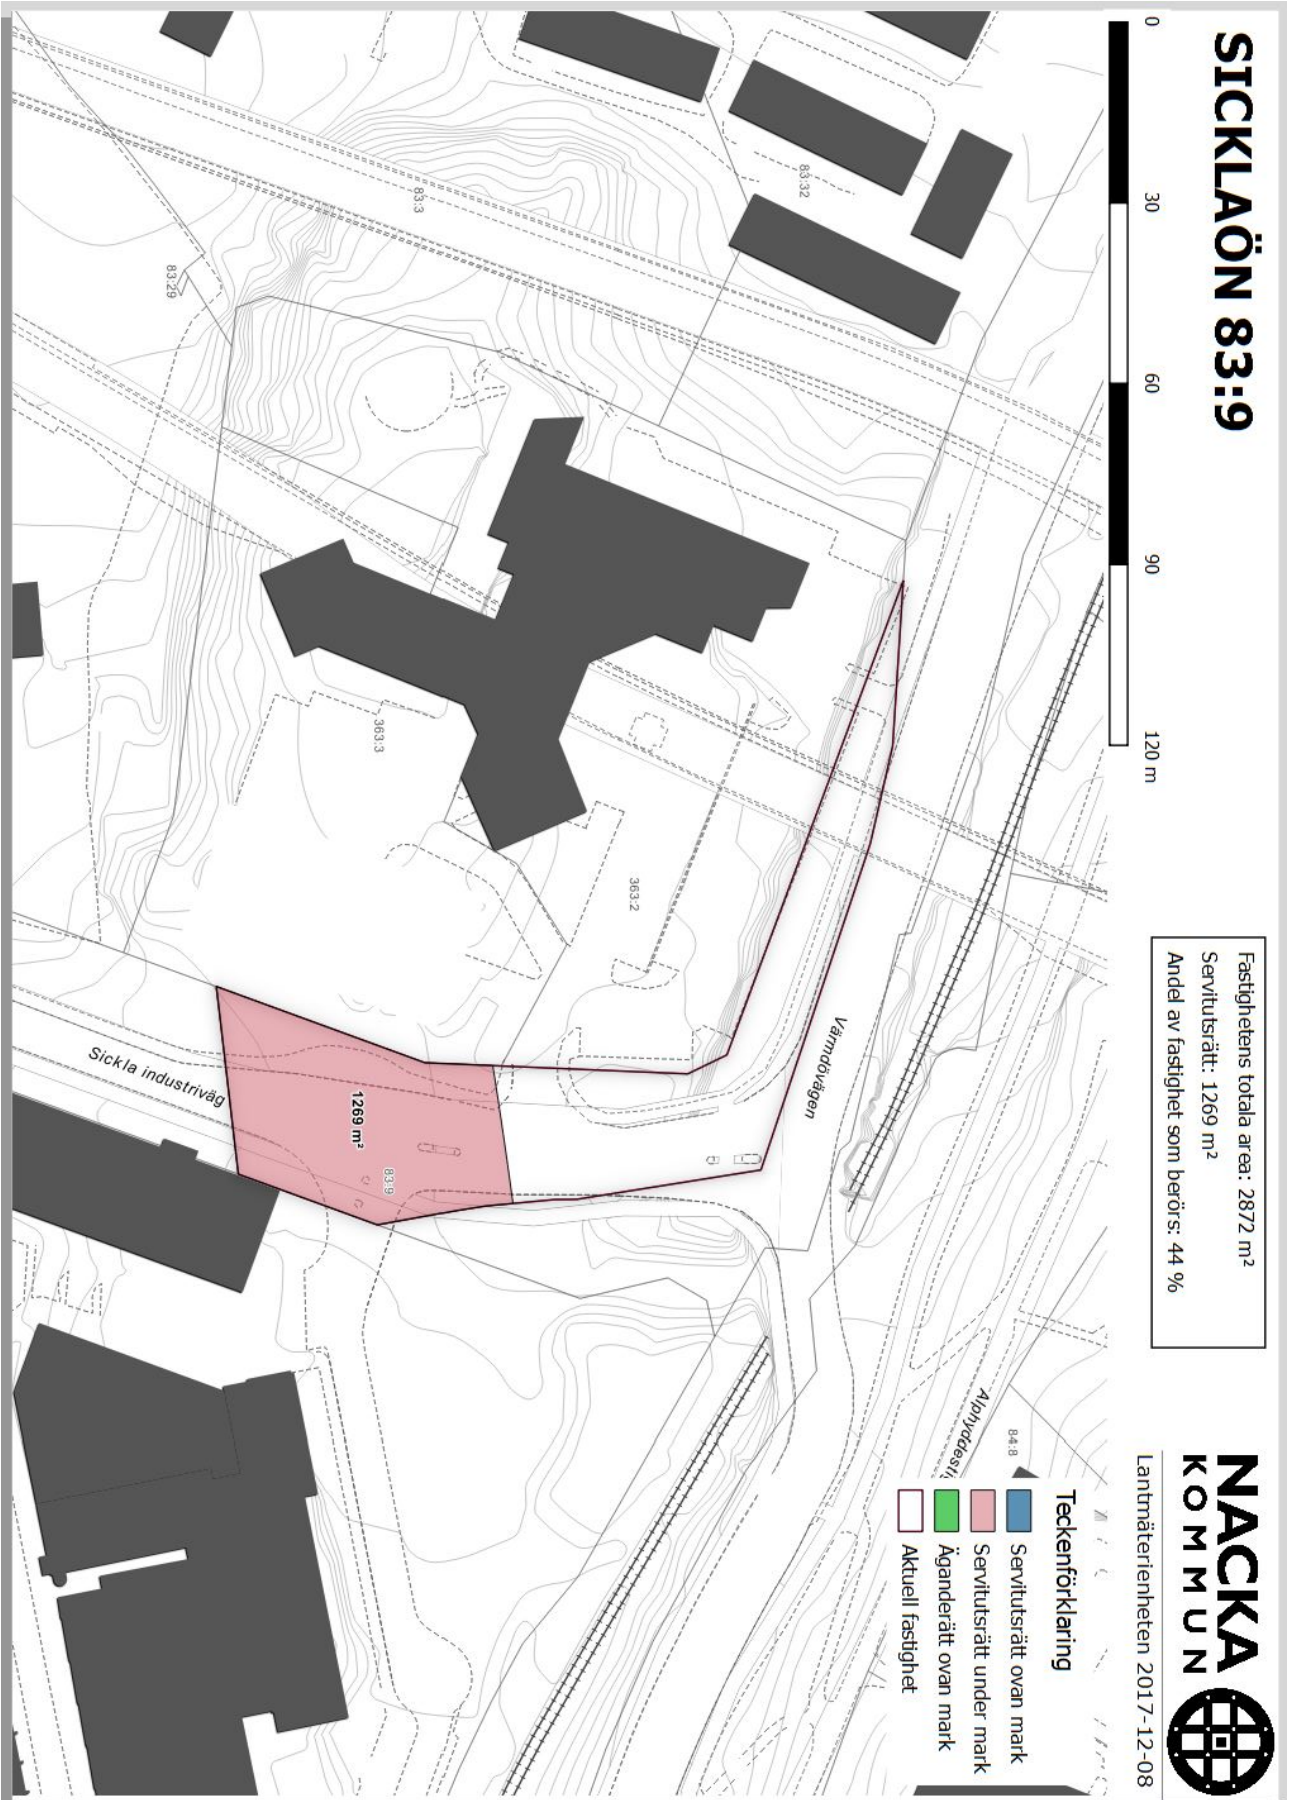 SICKLAÖN 83:9
0 30 60 90 120 m
Fastighetens totala area: 2872 m²
Servitutsrätt: 1269 m²
Andel av fastighet som berörs: 44 %
NACKA
KOMMUN
Lantmäterienheten 2017-12-08
Teckenförklaring
Servitutsrätt ovan mark
Servitutsrätt under mark
Äganderätt ovan mark
Aktuell fastighet
83:32
83:3
83:29
363:3
363:2
Värmdövägen
Sickla industriväg
1269 m²
83:9
84:8